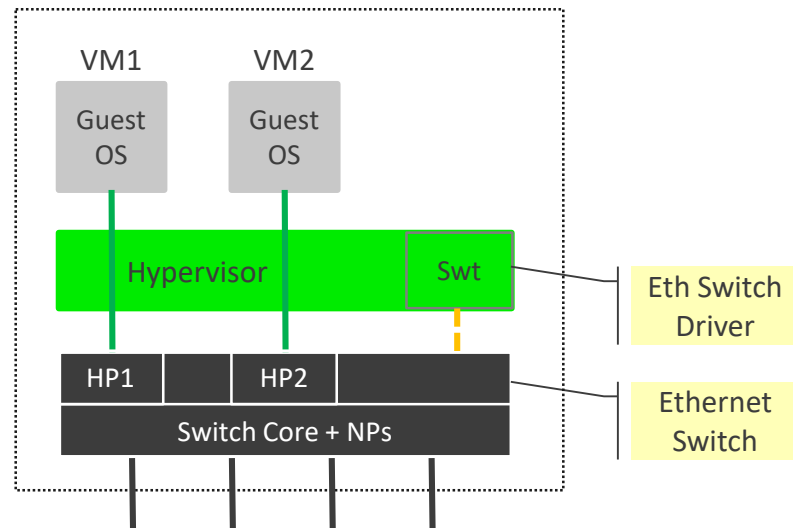 VM1
VM2
Guest
OS
Guest
OS
Hypervisor
Swt
Eth Switch
Driver
HP1
HP2
Switch Core + NPs
Ethernet
Switch